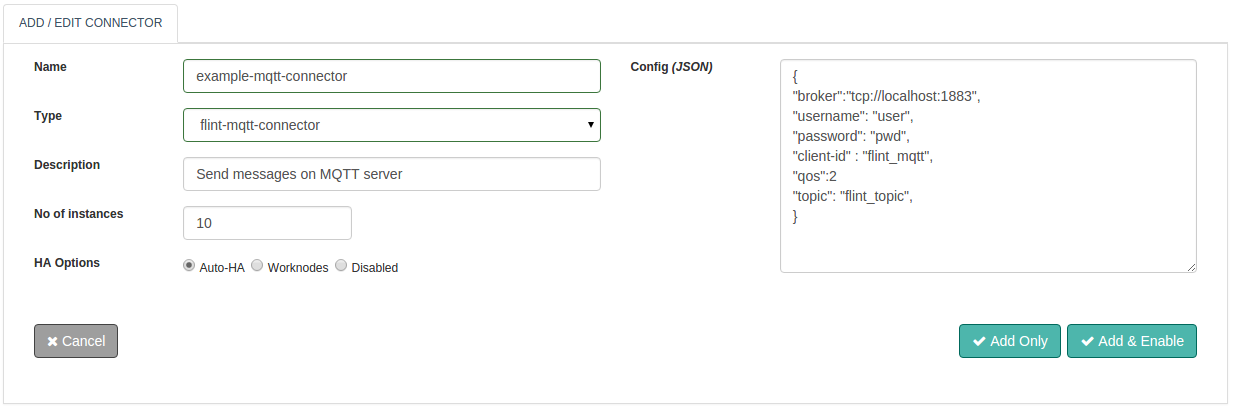 ADD / EDIT CONNECTOR
Name
example-mqtt-connector
Type
flint-mqtt-connector
Description
Send messages on MQTT server
No of instances
10
HA Options
Auto-HA Worknodes Disabled
Config (JSON)
{
"broker":"tcp://localhost:1883",
"username": "user",
"password": "pwd",
"client-id" : "flint_mqtt",
"qos":2
"topic": "flint_topic",
}
Cancel
Add Only
Add & Enable